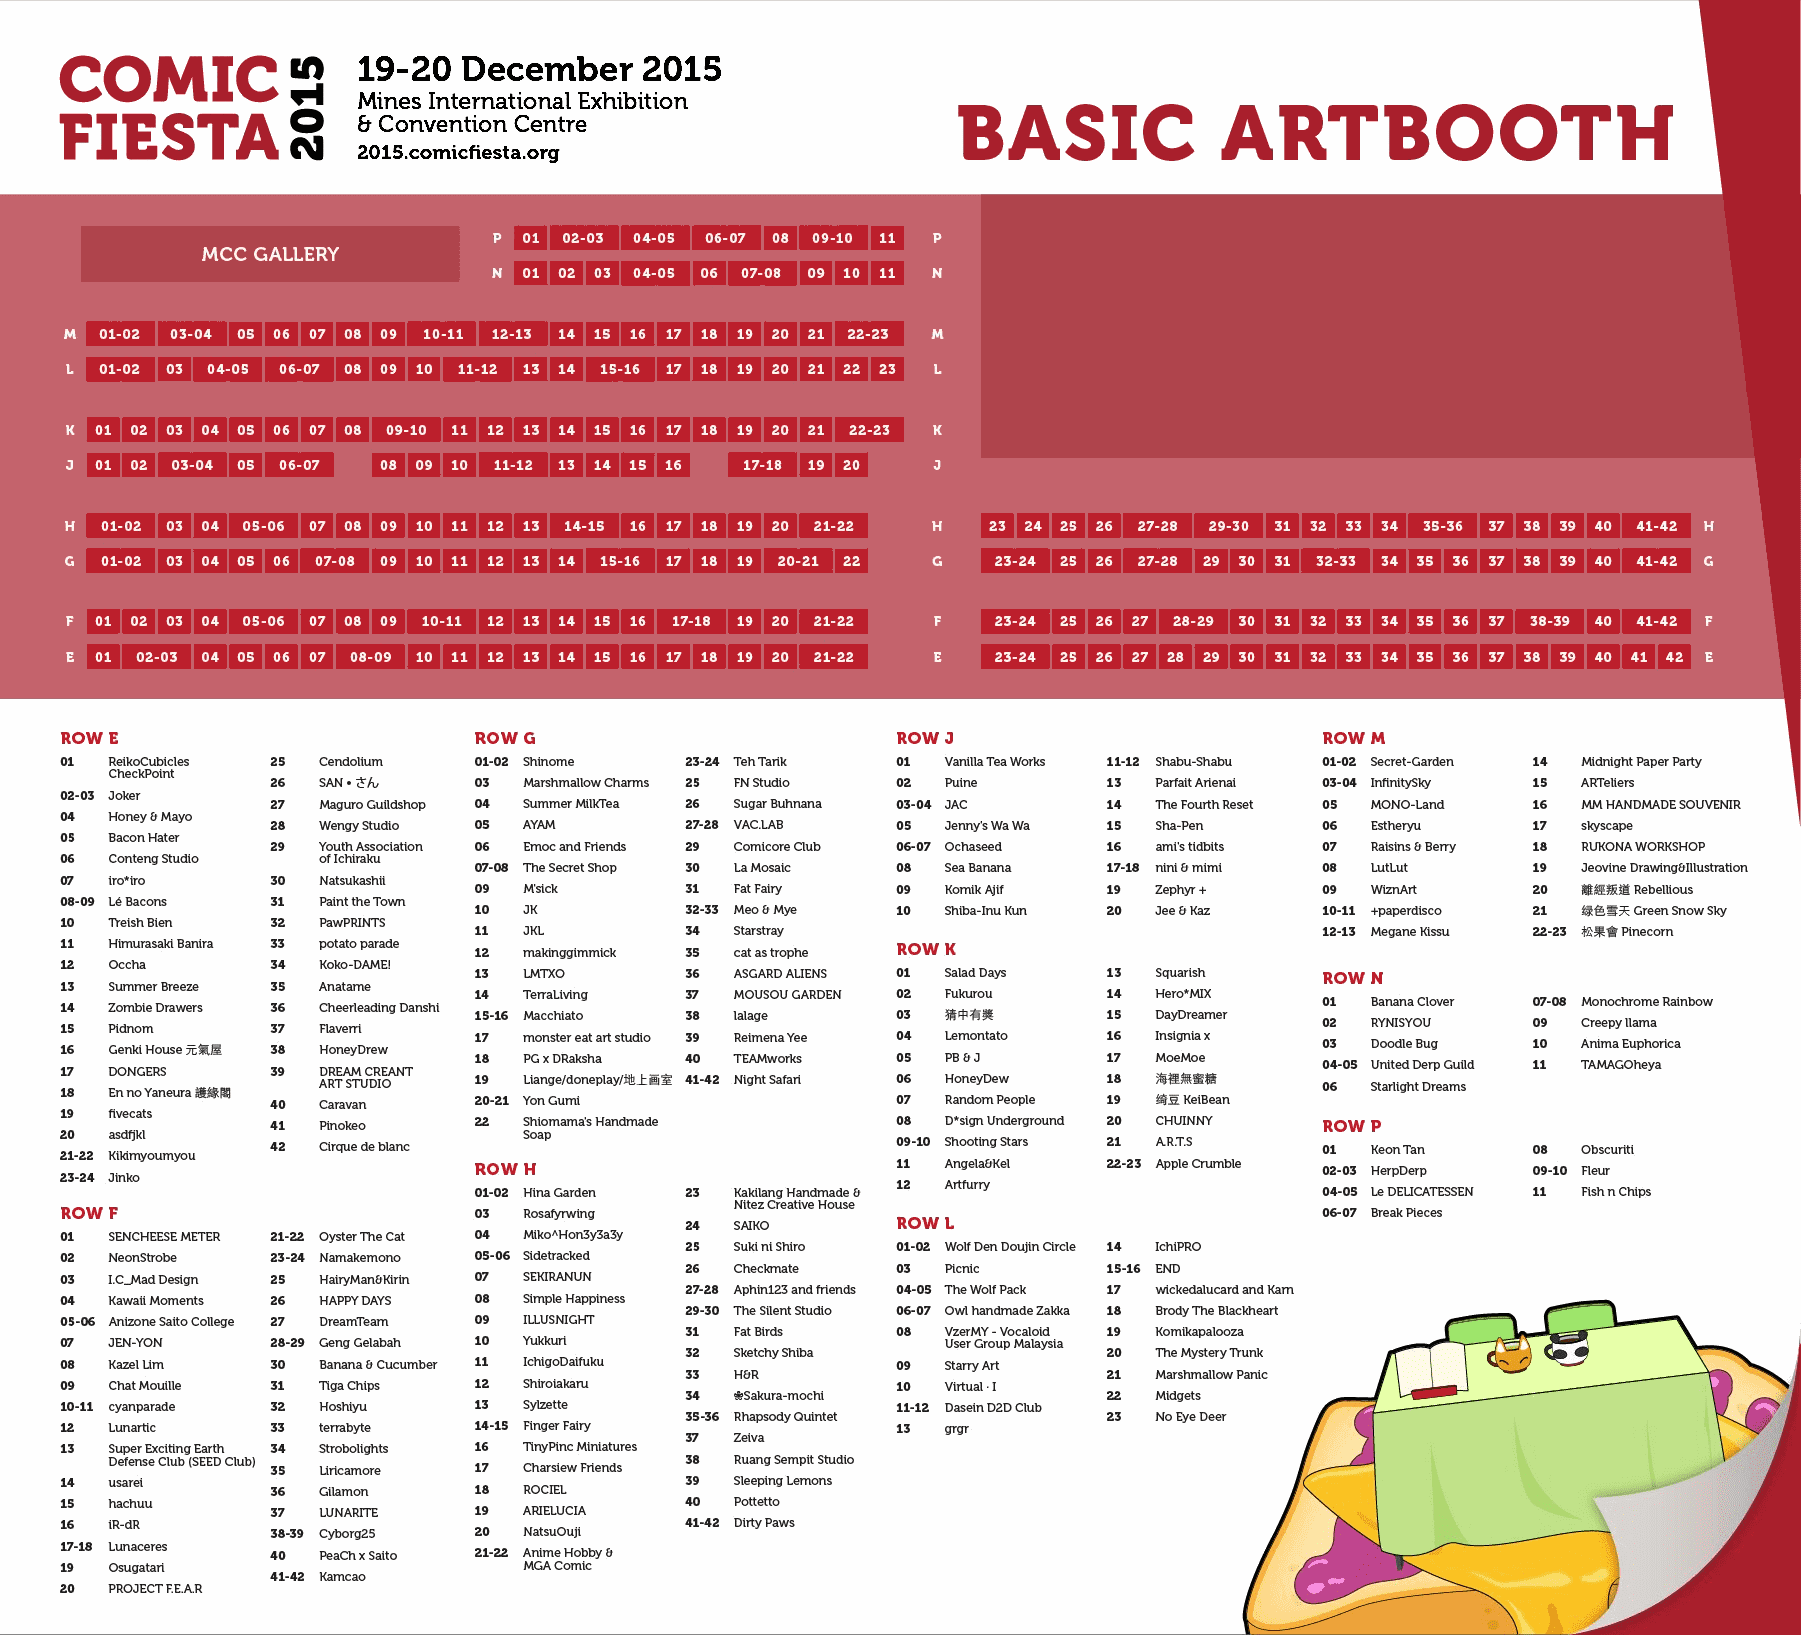 COMIC
FIESTA
2015
19-20 December 2015
Mines International Exhibition
& Convention Centre
2015.comicfiesta.org
BASIC ARTBOOTH
MCC GALLERY
P 01 02-03 04-05 06-07 08 09-10 11 P
N 01 02 03 04-05 06 07-08 09 10 11 N
M 01-02 03-04 05 06 07 08 09 10-11 12-13 14 15 16 17 18 19 20 21 22-23 M
L 01-02 03 04-05 06-07 08 09 10 11-12 13 14 15-16 17 18 19 20 21 22 23 L
K 01 02 03 04 05 06 07 08 09-10 11 12 13 14 15 16 17 18 19 20 21 22-23 K
J 01 02 03-04 05 06-07 08 09 10 11-12 13 14 15 16 17-18 19 20 J
H 01-02 03 04 05-06 07 08 09 10 11 12 13 14-15 16 17 18 19 20 21-22 H 23 24 25 26 27-28 29-30 31 32 33 34 35-36 37 38 39 40 41-42 H
G 01-02 03 04 05 06 07-08 09 10 11 12 13 14 15-16 17 18 19 20-21 22 G 23-24 25 26 27-28 29 30 31 32-33 34 35 36 37 38 39 40 41-42 G
F 01 02 03 04 05-06 07 08 09 10-11 12 13 14 15 16 17-18 19 20 21-22 F 23-24 25 26 27 28-29 30 31 32 33 34 35 36 37 38-39 40 41-42 F
E 01 02-03 04 05 06 07 08-09 10 11 12 13 14 15 16 17 18 19 20 21-22 E 23-24 25 26 27 28 29 30 31 32 33 34 35 36 37 38 39 40 41 42 E
ROW E
01 ReikoCubicles
CheckPoint
02-03 Joker
04 Honey & Mayo
05 Bacon Hater
06 Conteng Studio
07 iro*iro
08-09 Lé Bacons
10 Treish Bien
11 Himurasaki Banira
12 Occha
13 Summer Breeze
14 Zombie Drawers
15 Pidnom
16 Genki House 元氣屋
17 DONGERS
18 En no Yaneura 護緣閣
19 fivecats
20 asdfjkl
21-22 Kikimyoumyou
23-24 Jinko
25 Cendolium
26 SAN • さん
27 Maguro Guildshop
28 Wengy Studio
29 Youth Association
of Ichiraku
30 Natsukashii
31 Paint the Town
32 PawPRINTS
33 potato parade
34 Koko-DAME!
35 Anatame
36 Cheerleading Danshi
37 Flaverri
38 HoneyDrew
39 DREAM CREANT
ART STUDIO
40 Caravan
41 Pinokeo
42 Cirque de blanc
ROW F
01 SENCHEESE METER
02 NeonStrobe
03 I.C_Mad Design
04 Kawaii Moments
05-06 Anizone Saito College
07 JEN-YON
08 Kazel Lim
09 Chat Mouille
10-11 cyanparade
12 Lunartic
13 Super Exciting Earth
Defense Club (SEED Club)
14 usarei
15 hachuu
16 iR-dR
17-18 Lunaceres
19 Osugatari
20 PROJECT F.E.A.R
21-22 Oyster The Cat
23-24 Namakemono
25 HairyMan&Kirin
26 HAPPY DAYS
27 DreamTeam
28-29 Geng Gelabah
30 Banana & Cucumber
31 Tiga Chips
32 Hoshiyu
33 terrabyte
34 Strobolights
35 Liricamore
36 Gilamon
37 LUNARITE
38-39 Cyborg25
40 PeaCh x Saito
41-42 Kamcao
ROW G
01-02 Shinome
03 Marshmallow Charms
04 Summer MilkTea
05 AYAM
06 Emoc and Friends
07-08 The Secret Shop
09 M'sick
10 JK
11 JKL
12 makinggimmick
13 LMTXO
14 TerraLiving
15-16 Macchiato
17 monster eat art studio
18 PG x DRaksha
19 Liange/doneplay/地上画室
20-21 Yon Gumi
22 Shiomama's Handmade
Soap
23-24 Teh Tarik
25 FN Studio
26 Sugar Buhnana
27-28 VAC.LAB
29 Comicore Club
30 La Mosaic
31 Fat Fairy
32-33 Meo & Mye
34 Starstray
35 cat as trophe
36 ASGARD ALIENS
37 MOUSOU GARDEN
38 lalage
39 Reimena Yee
40 TEAMworks
41-42 Night Safari
ROW H
01-02 Hina Garden
03 Rosafyrwing
04 Miko^Hon3y3a3y
05-06 Sidetracked
07 SEKIRANUN
08 Simple Happiness
09 ILLUSNIGHT
10 Yukkuri
11 IchigoDaifuku
12 Shiroiakaru
13 Sylzette
14-15 Finger Fairy
16 TinyPinc Miniatures
17 Charsiew Friends
18 ROCIEL
19 ARIELUCIA
20 NatsuOuji
21-22 Anime Hobby &
MGA Comic
23 Kakilang Handmade &
Nitez Creative House
24 SAIKO
25 Suki ni Shiro
26 Checkmate
27-28 Aphin123 and friends
29-30 The Silent Studio
31 Fat Birds
32 Sketchy Shiba
33 H&R
34 ❀Sakura-mochi
35-36 Rhapsody Quintet
37 Zeiva
38 Ruang Sempit Studio
39 Sleeping Lemons
40 Pottetto
41-42 Dirty Paws
ROW J
01 Vanilla Tea Works
02 Puine
03-04 JAC
05 Jenny's Wa Wa
06-07 Ochaseed
08 Sea Banana
09 Komik Ajif
10 Shiba-Inu Kun
11-12 Shabu-Shabu
13 Parfait Arienai
14 The Fourth Reset
15 Sha-Pen
16 ami's tidbits
17-18 nini & mimi
19 Zephyr +
20 Jee & Kaz
ROW K
01 Salad Days
02 Fukurou
03 猜中有獎
04 Lemontato
05 PB & J
06 HoneyDew
07 Random People
08 D*sign Underground
09-10 Shooting Stars
11 Angela&Kel
12 Artfurry
13 Squarish
14 Hero*MIX
15 DayDreamer
16 Insignia x
17 MoeMoe
18 海裡無蜜糖
19 绮豆 KeiBean
20 CHUINNY
21 A.R.T.S
22-23 Apple Crumble
ROW L
01-02 Wolf Den Doujin Circle
03 Picnic
04-05 The Wolf Pack
06-07 Owl handmade Zakka
08 VzerMY - Vocaloid
User Group Malaysia
09 Starry Art
10 Virtual · I
11-12 Dasein D2D Club
13 grgr
14 IchiPRO
15-16 END
17 wickedalucard and Karn
18 Brody The Blackheart
19 Komikapalooza
20 The Mystery Trunk
21 Marshmallow Panic
22 Midgets
23 No Eye Deer
ROW M
01-02 Secret-Garden
03-04 InfinitySky
05 MONO-Land
06 Estheryu
07 Raisins & Berry
08 LutLut
09 WiznArt
10-11 +paperdisco
12-13 Megane Kissu
14 Midnight Paper Party
15 ARTeliers
16 MM HANDMADE SOUVENIR
17 skyscape
18 RUKONA WORKSHOP
19 Jeovine Drawing&Illustration
20 離經叛道 Rebellious
21 绿色雪天 Green Snow Sky
22-23 松果會 Pinecorn
ROW N
01 Banana Clover
02 RYNISYOU
03 Doodle Bug
04-05 United Derp Guild
06 Starlight Dreams
07-08 Monochrome Rainbow
09 Creepy llama
10 Anima Euphorica
11 TAMAGOheya
ROW P
01 Keon Tan
02-03 HerpDerp
04-05 Le DELICATESSEN
06-07 Break Pieces
08 Obscuriti
09-10 Fleur
11 Fish n Chips